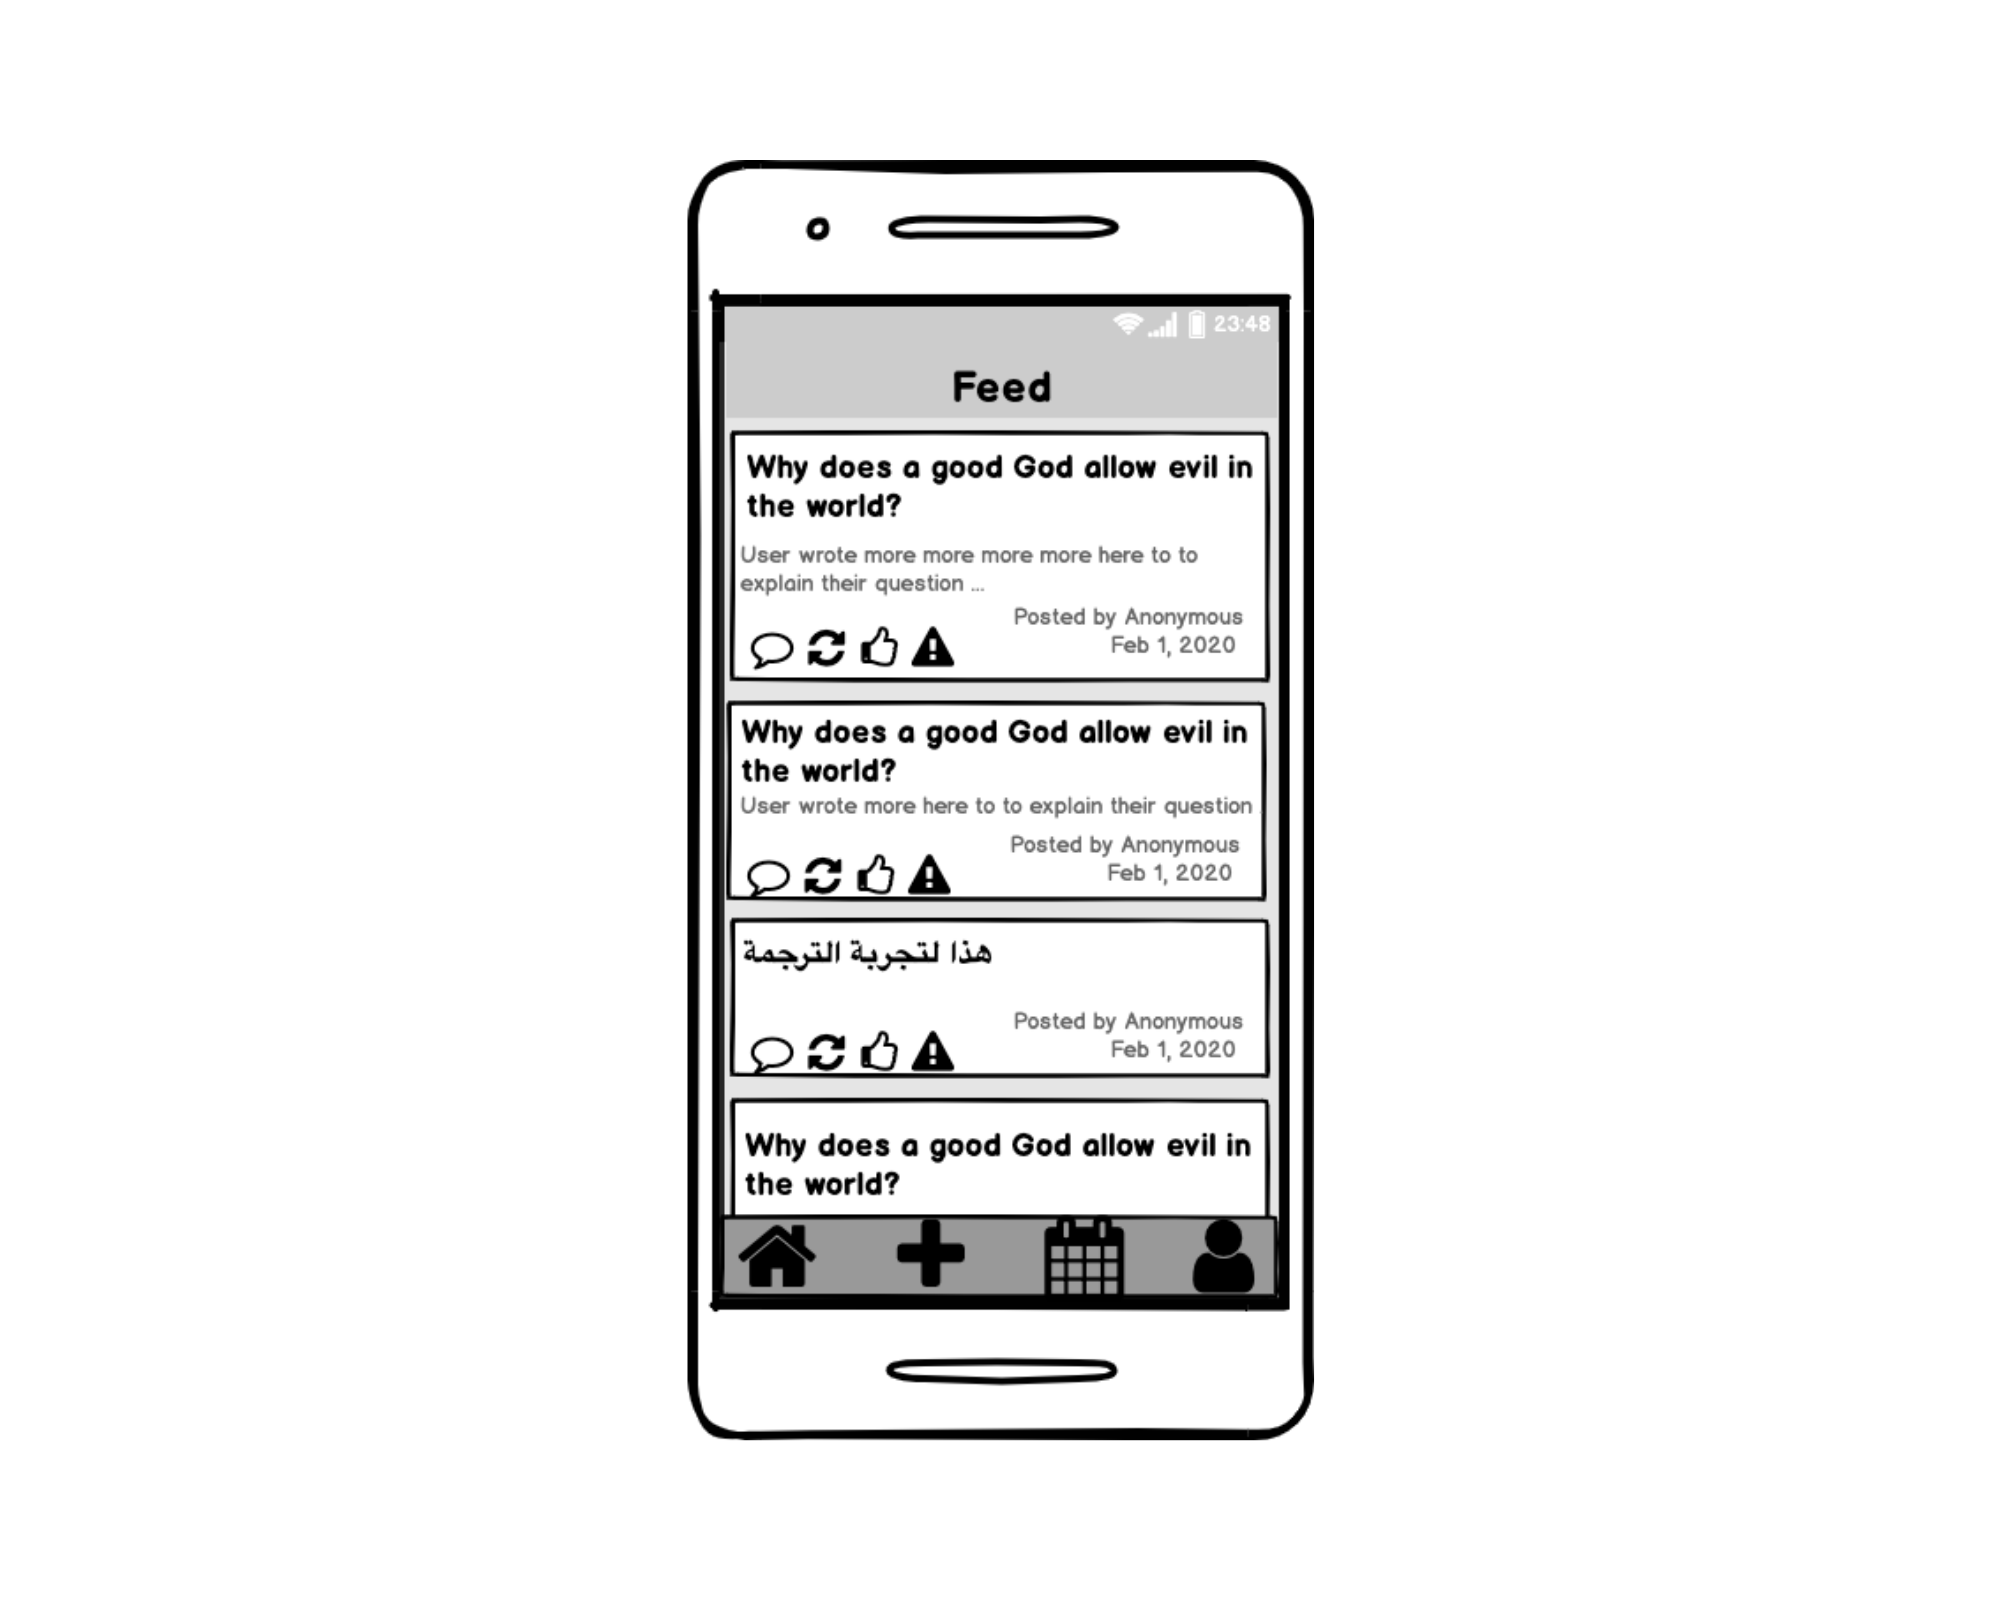 23:48
Feed
Why does a good God allow evil in
the world?
User wrote more more more more here to to
explain their question ...
Posted by Anonymous
Feb 1, 2020
Why does a good God allow evil in
the world?
User wrote more here to to explain their question
Posted by Anonymous
Feb 1, 2020
هذا لتجربة الترجمة
Posted by Anonymous
Feb 1, 2020
Why does a good God allow evil in
the world?